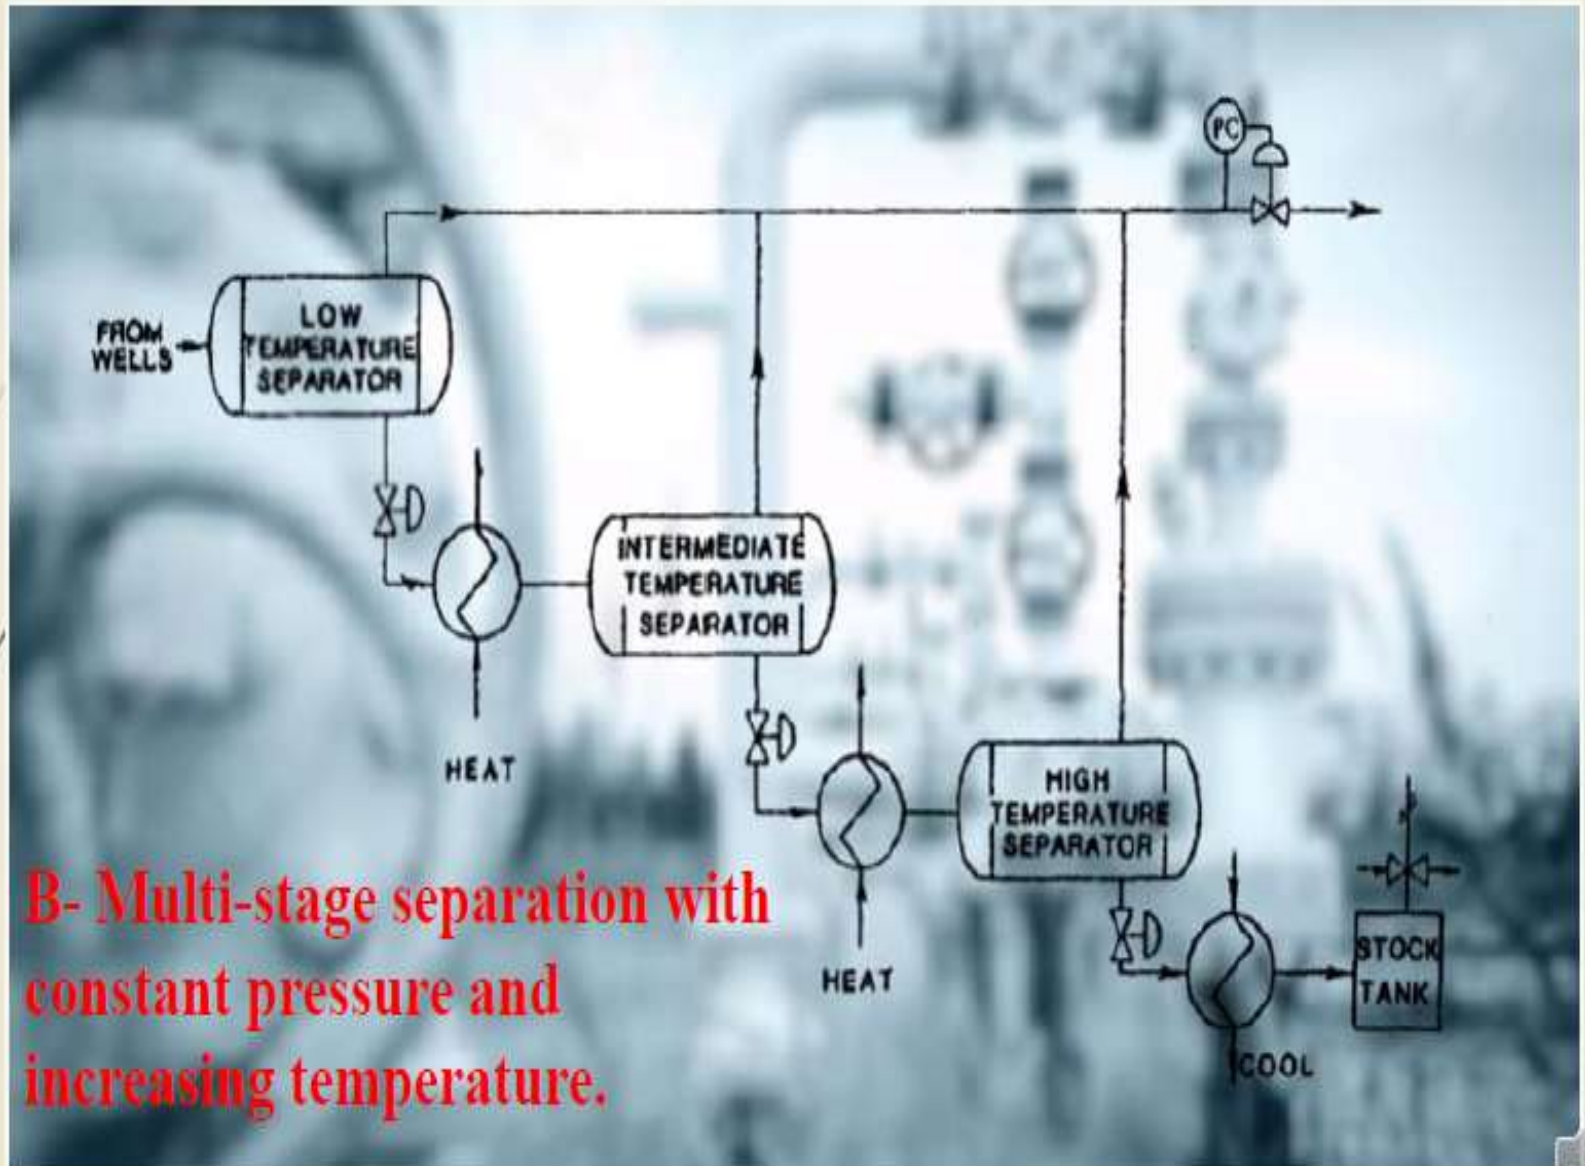 PC
FROM
WELLS
LOW
TEMPERATURE
SEPARATOR
HEAT
INTERMEDIATE
TEMPERATURE
SEPARATOR
HEAT
HIGH
TEMPERATURE
SEPARATOR
COOL
STOCK
TANK
B- Multi-stage separation with
constant pressure and
increasing temperature.